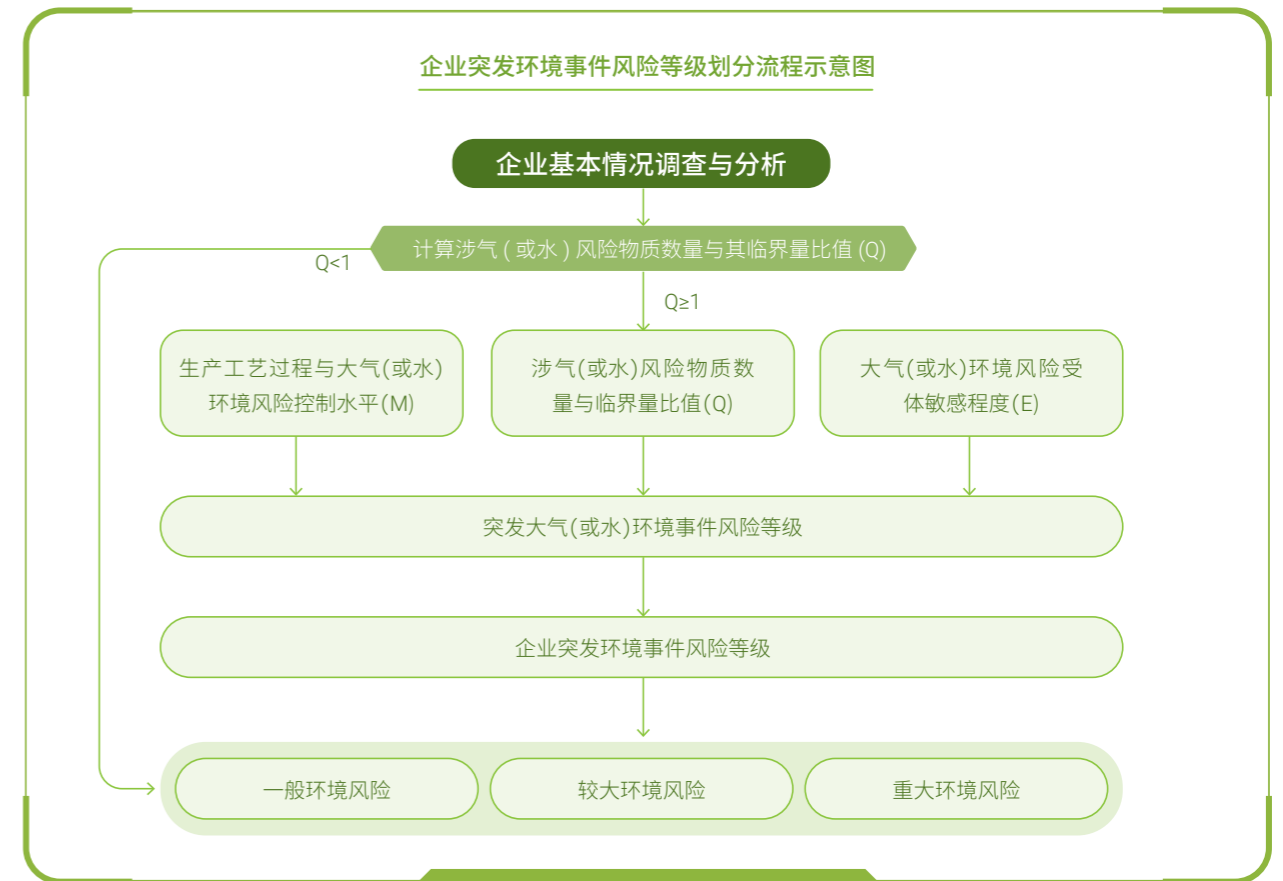 企业突发环境事件风险等级划分流程示意图
企业基本情况调查与分析
计算涉气 ( 或水 ) 风险物质数量与其临界量比值 (Q)
Q<1
Q≥1
生产工艺过程与大气(或水)
环境风险控制水平(M)
涉气(或水)风险物质数
量与临界量比值(Q)
大气(或水)环境风险受
体敏感程度(E)
突发大气(或水)环境事件风险等级
企业突发环境事件风险等级
一般环境风险
较大环境风险
重大环境风险